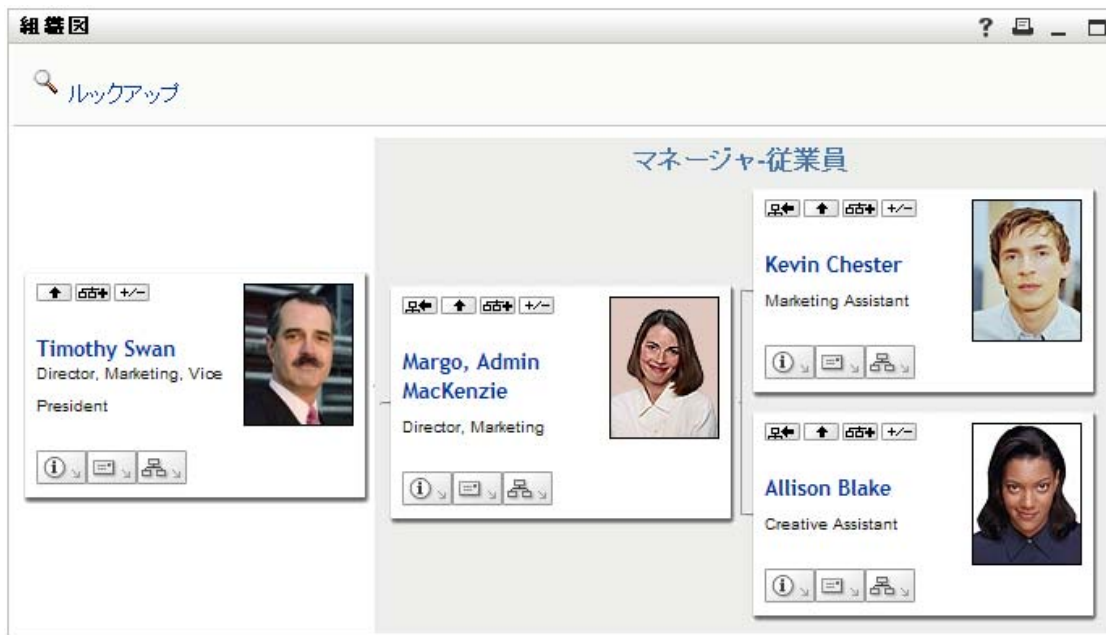 組織図
?
ルックアップ
マネージャ-従業員
+/-
Timothy Swan
Director, Marketing, Vice
President
+/-
Margo, Admin
MacKenzie
Director, Marketing
+/-
Kevin Chester
Marketing Assistant
+/-
Allison Blake
Creative Assistant